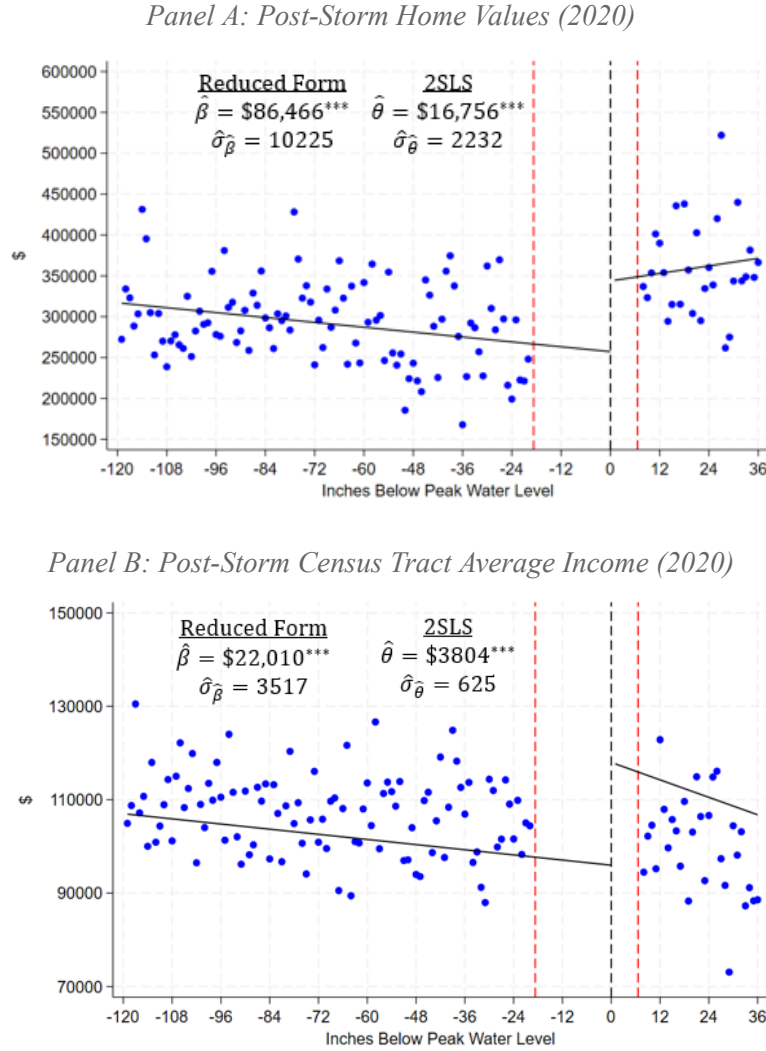 Panel A: Post-Storm Home Values (2020)
Reduced Form 2SLS
β̂ = $86,466*** θ̂ = $16,756***
σ̂_β̂ = 10225 σ̂_θ̂ = 2232
600000
550000
500000
450000
400000
350000
300000
250000
200000
150000
$
-120 -108 -96 -84 -72 -60 -48 -36 -24 -12 0 12 24 36
Inches Below Peak Water Level
Panel B: Post-Storm Census Tract Average Income (2020)
Reduced Form 2SLS
β̂ = $22,010*** θ̂ = $3804***
σ̂_β̂ = 3517 σ̂_θ̂ = 625
150000
130000
110000
90000
70000
$
-120 -108 -96 -84 -72 -60 -48 -36 -24 -12 0 12 24 36
Inches Below Peak Water Level